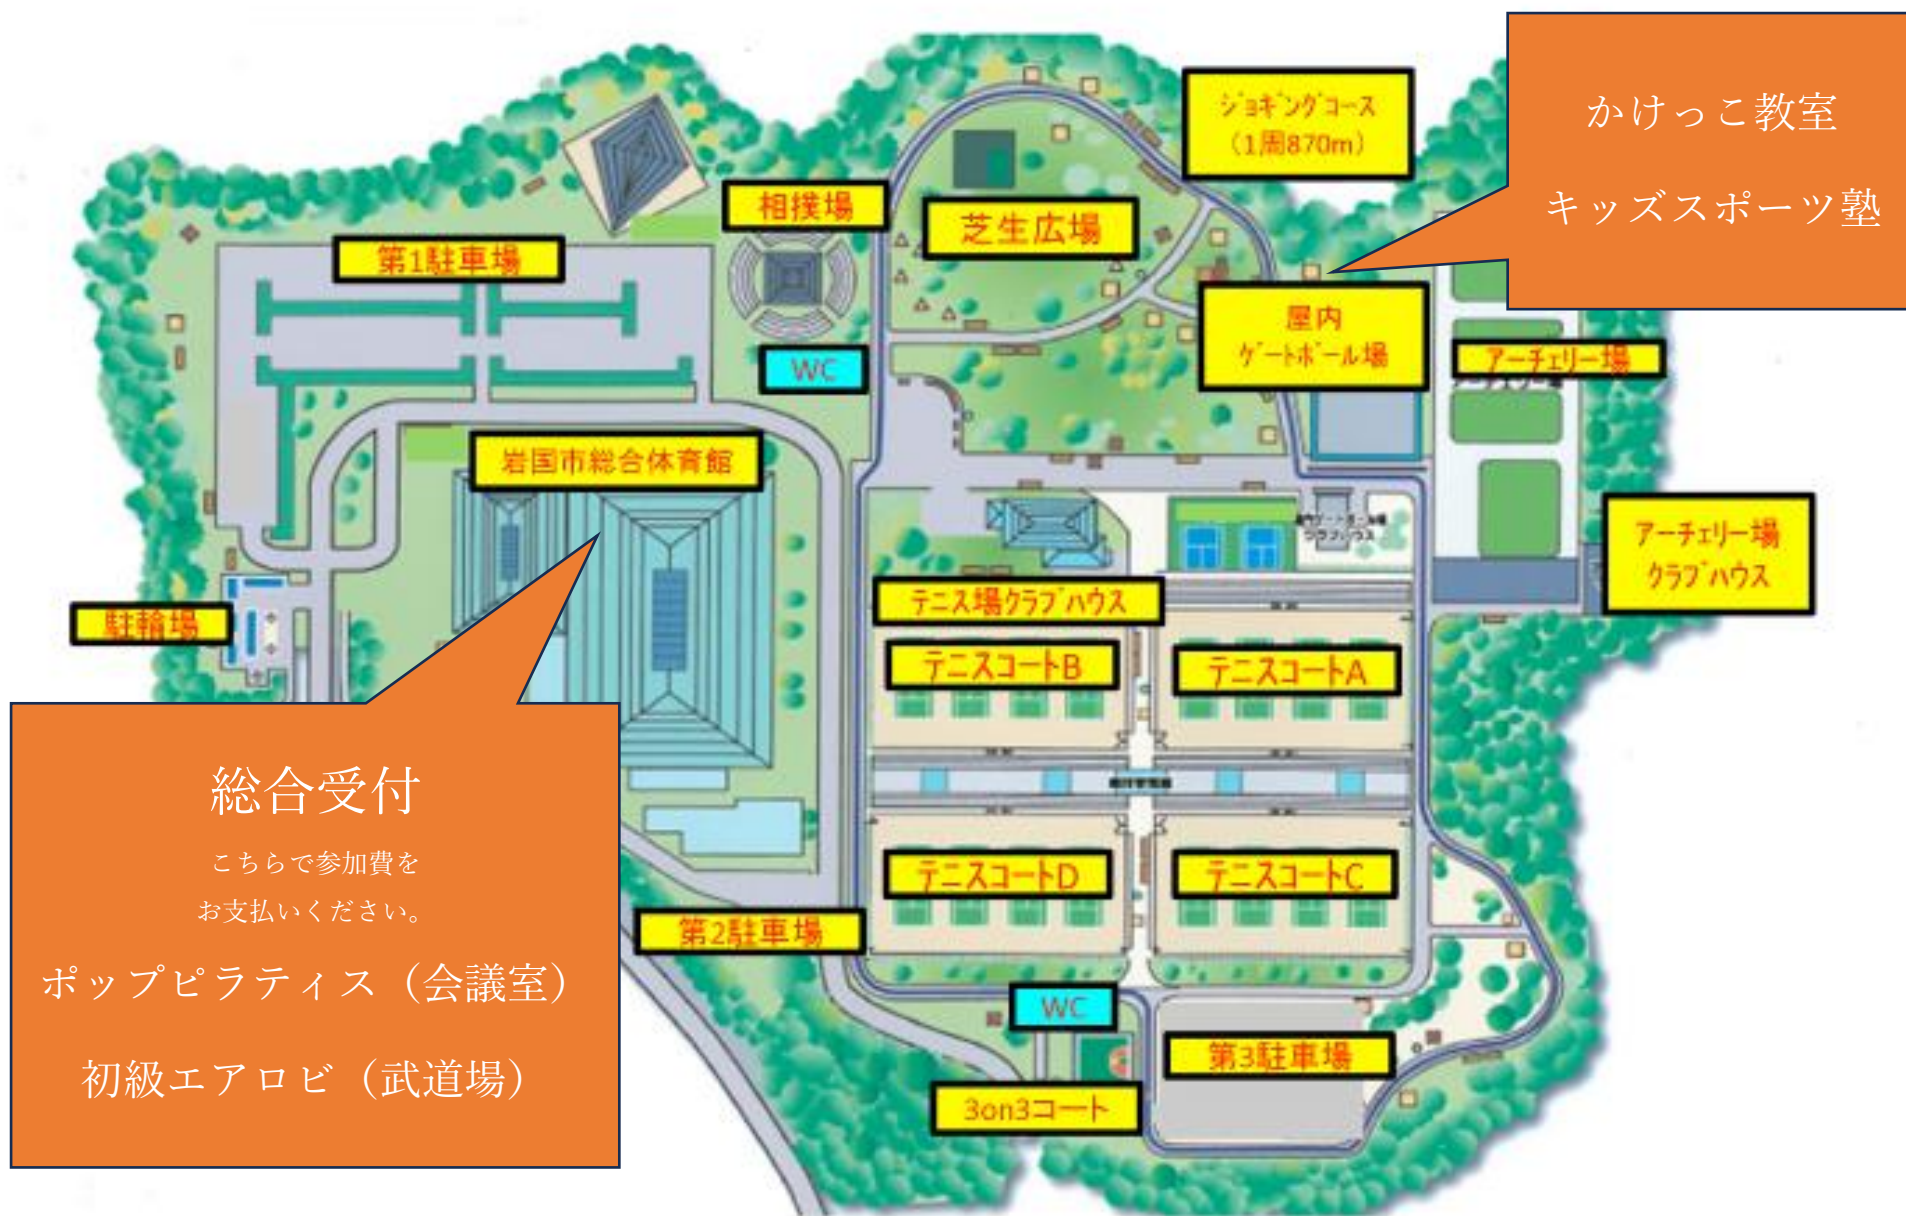 かけっこ教室
キッズスポーツ塾
ジョギングコース
（1周870m）
相撲場
芝生広場
第1駐車場
屋内
ゲートボール場
アーチェリー場
WC
岩国市総合体育館
アーチェリー場
クラブハウス
クラブハウス
テニス場クラブハウス
駐輪場
テニスコートB
テニスコートA
総合受付
こちらで参加費を
お支払いください。
ポップピラティス（会議室）
初級エアロビ（武道場）
テニスコートD
テニスコートC
第2駐車場
WC
第3駐車場
3on3コート